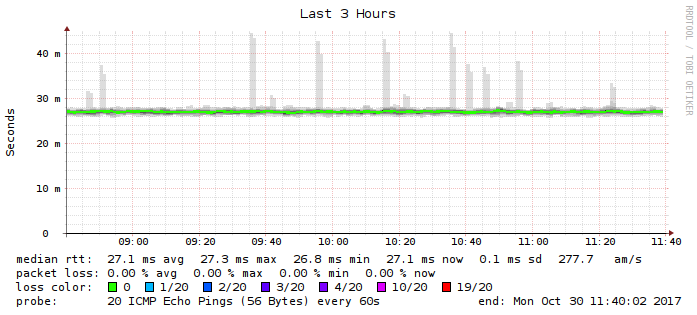 Last 3 Hours
RRDTOOL / TOBI OETIKER
Seconds
40 m
30 m
20 m
10 m
0
09:00 09:20 09:40 10:00 10:20 10:40 11:00 11:20 11:40
median rtt: 27.1 ms avg 27.3 ms max 26.8 ms min 27.1 ms now 0.1 ms sd 277.7 am/s
packet loss: 0.00 % avg 0.00 % max 0.00 % min 0.00 % now
loss color: 0 1/20 2/20 3/20 4/20 10/20 19/20
probe: 20 ICMP Echo Pings (56 Bytes) every 60s end: Mon Oct 30 11:40:02 2017